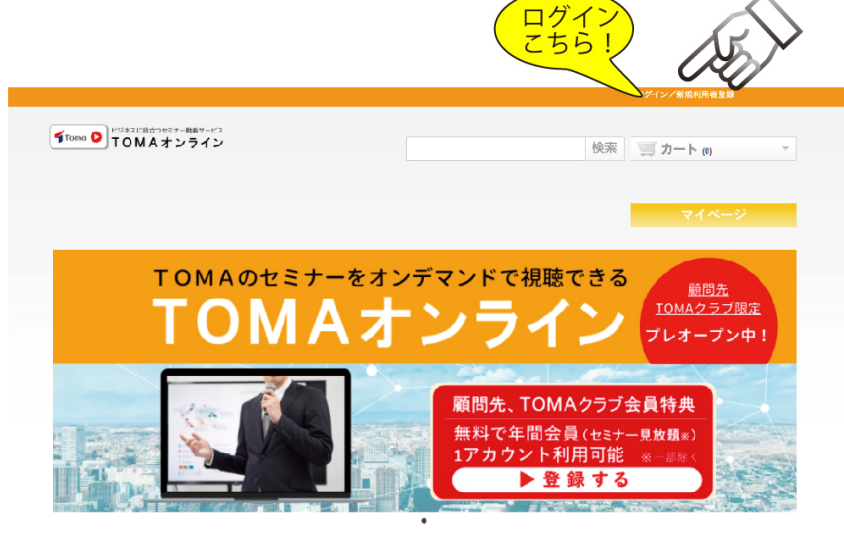 ログイン
こちら！
グイン／新規利用者登録
Toma
ビジネスに役立つセミナー動画サービス
TOMAオンライン
検索
カート (0)
マイページ
TOMAのセミナーをオンデマンドで視聴できる
TOMAオンライン
顧問先
TOMAクラブ限定
プレオープン中！
顧問先、TOMAクラブ会員特典
無料で年間会員(セミナー見放題※)
1アカウント利用可能 ※一部除く
▶登録する